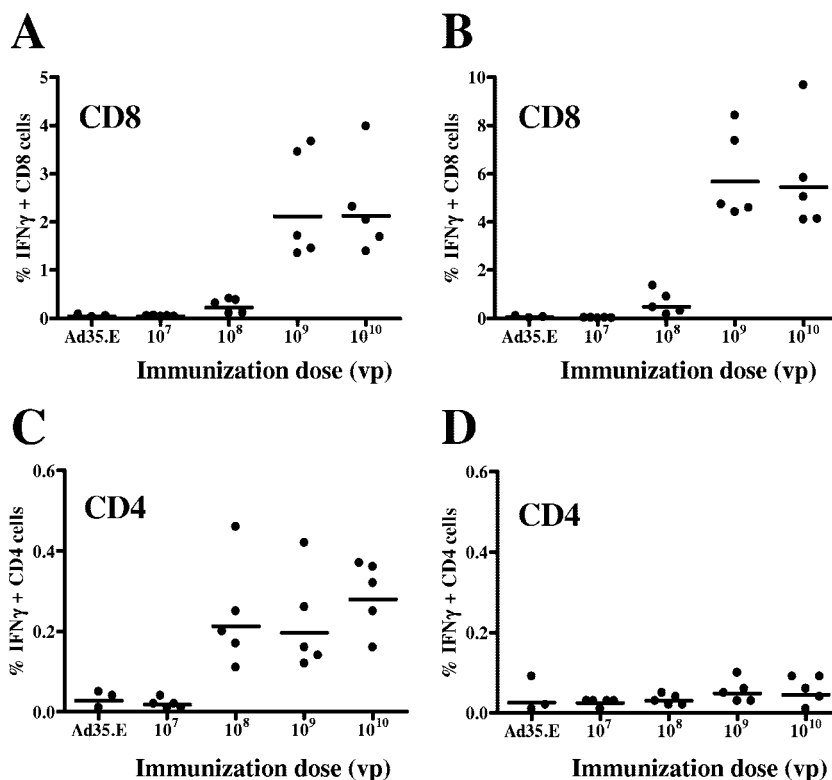 A
% IFNγ + CD8 cells
CD8
5
4
3
2
1
0
Ad35.E 10⁷ 10⁸ 10⁹ 10¹⁰
Immunization dose (vp)
B
% IFNγ + CD8 cells
CD8
10
8
6
4
2
0
Ad35.E 10⁷ 10⁸ 10⁹ 10¹⁰
Immunization dose (vp)
C
% IFNγ + CD4 cells
CD4
0.6
0.4
0.2
0.0
Ad35.E 10⁷ 10⁸ 10⁹ 10¹⁰
Immunization dose (vp)
D
% IFNγ + CD4 cells
CD4
0.6
0.4
0.2
0.0
Ad35.E 10⁷ 10⁸ 10⁹ 10¹⁰
Immunization dose (vp)